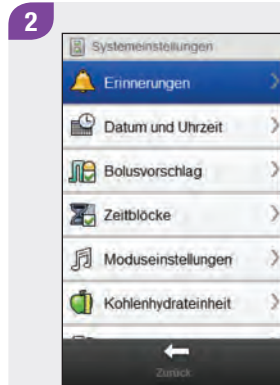 2
Systemeinstellungen
Erinnerungen
Datum und Uhrzeit
Bolusvorschlag
Zeitblöcke
Moduseinstellungen
Kohlenhydrateinheit
Zurück